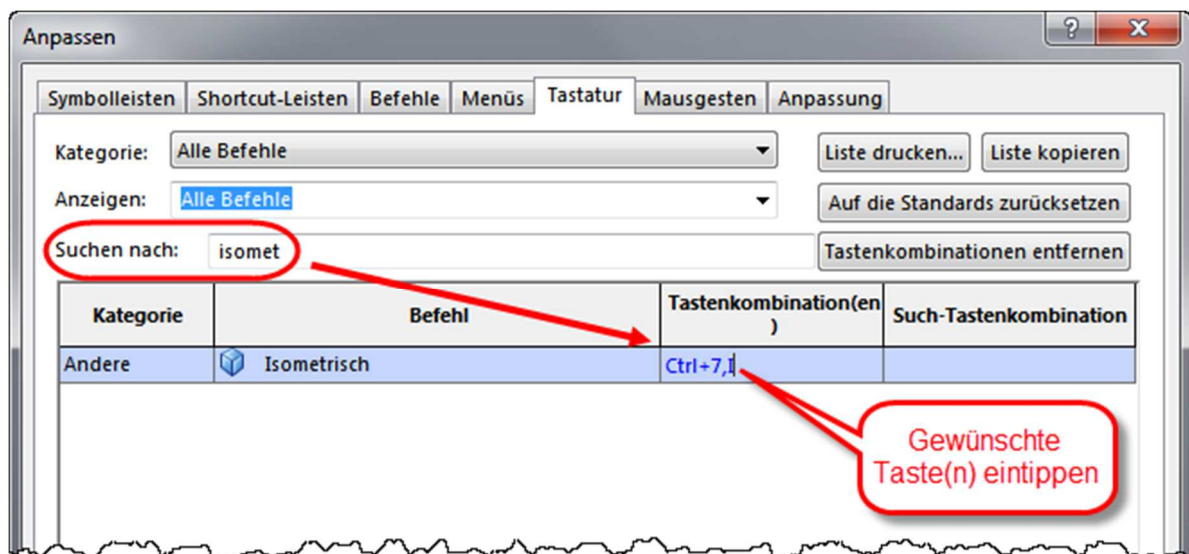 Anpassen
?
X
Symbolleisten Shortcut-Leisten Befehle Menüs Tastatur Mausgesten Anpassung
Kategorie: Alle Befehle Liste drucken... Liste kopieren
Anzeigen: Alle Befehle Auf die Standards zurücksetzen
Suchen nach: isomet Tastenkombinationen entfernen
Kategorie Befehl Tastenkombination(en
) Such-Tastenkombination
Andere Isometrisch Ctrl+7,I
Gewünschte
Taste(n) eintippen